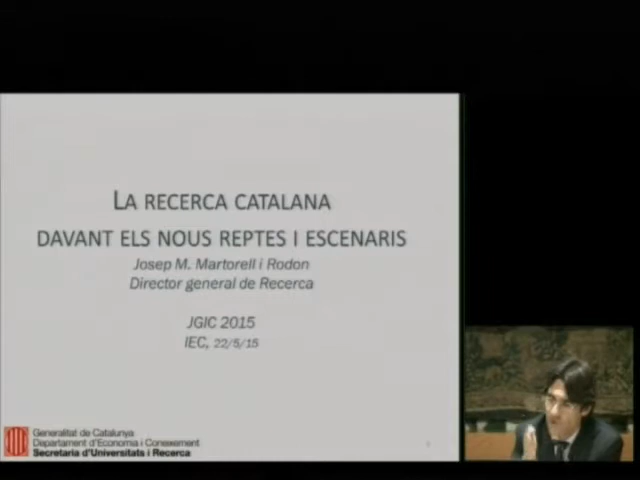 LA RECERCA CATALANA
DAVANT ELS NOUS REPTES I ESCENARIS
Josep M. Martorell i Rodon
Director general de Recerca
JGIC 2015
IEC, 22/5/15
Generalitat de Catalunya
Departament d'Economia i Coneixement
Secretaria d'Universitats i Recerca